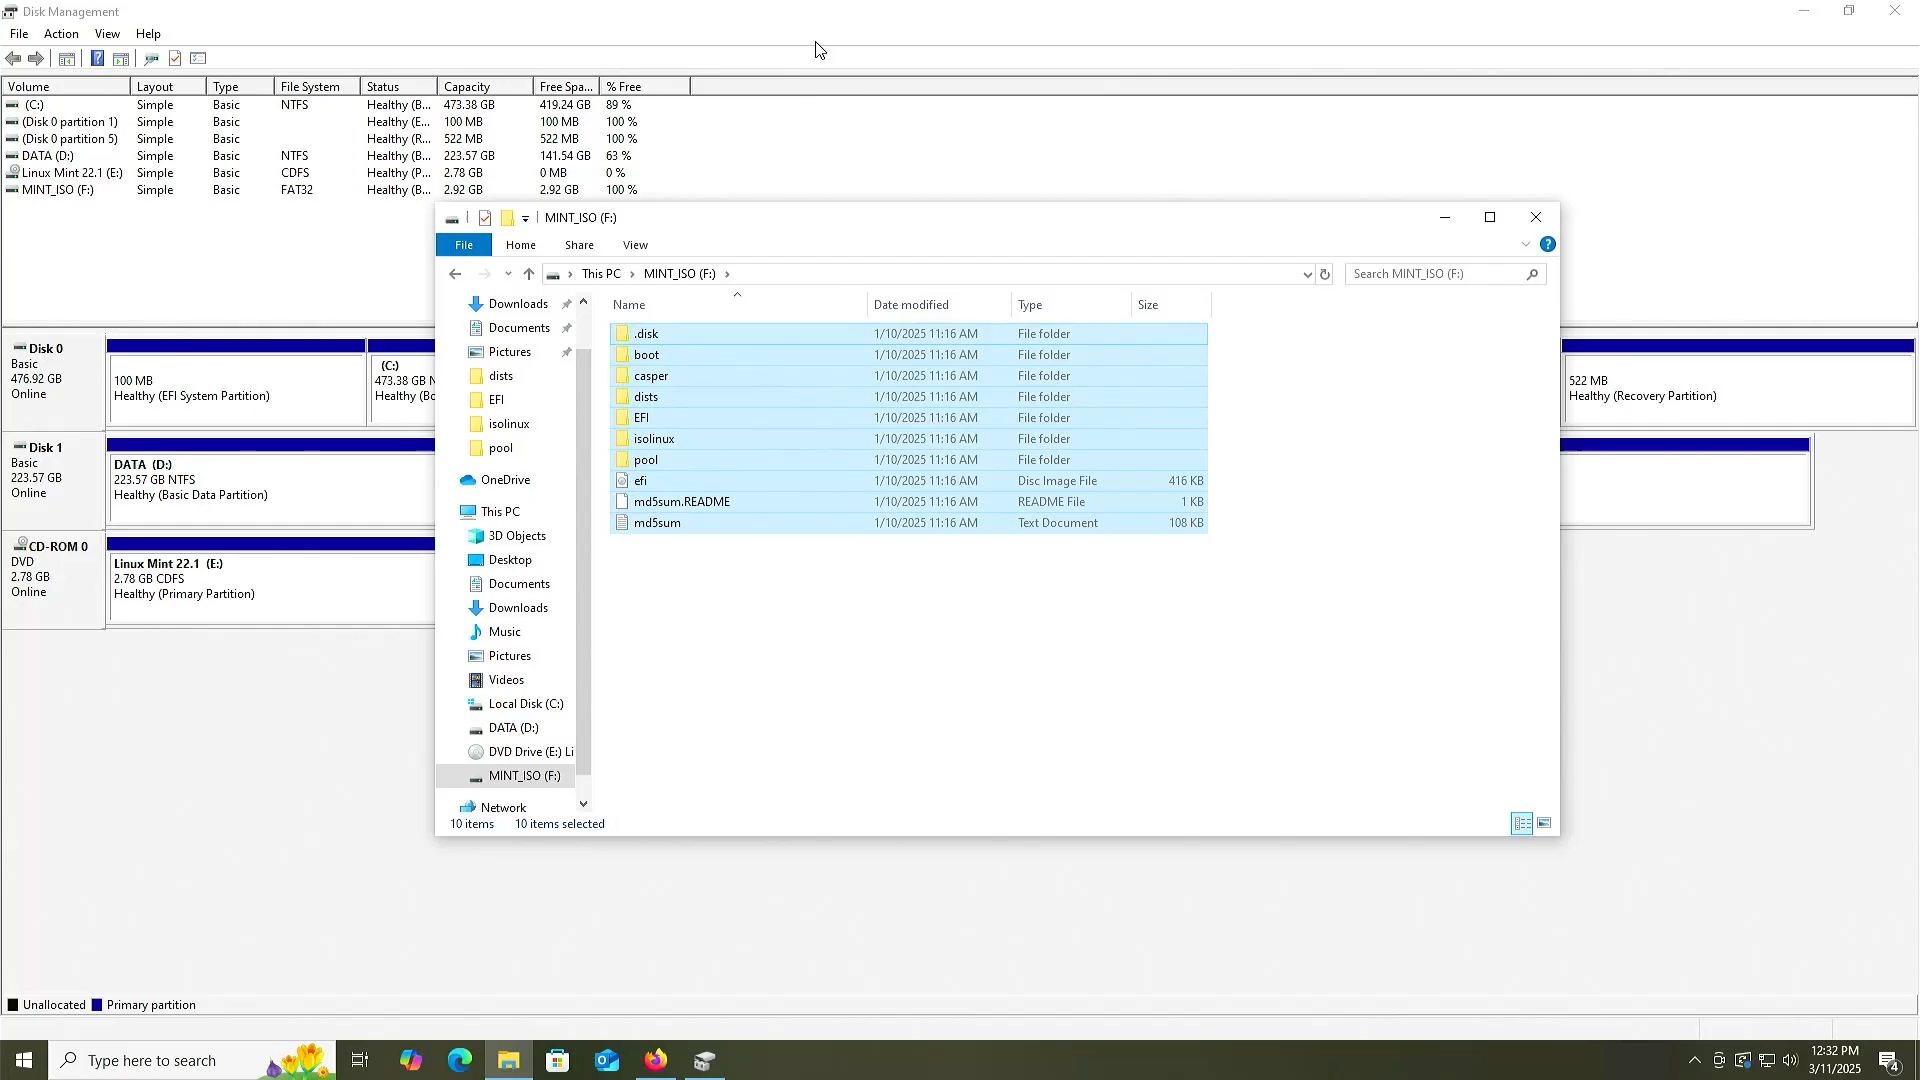 Disk Management
File Action View Help
Volume Layout Type File System Status Capacity Free Spa... % Free
(C:) Simple Basic NTFS Healthy (B... 473.38 GB 419.24 GB 89 %
(Disk 0 partition 1) Simple Basic Healthy (E... 100 MB 100 MB 100 %
(Disk 0 partition 5) Simple Basic Healthy (R... 522 MB 522 MB 100 %
DATA (D:) Simple Basic NTFS Healthy (B... 223.57 GB 141.54 GB 63 %
Linux Mint 22.1 (E:) Simple Basic CDFS Healthy (P... 2.78 GB 0 MB 0 %
MINT_ISO (F:) Simple Basic FAT32 Healthy (B... 2.92 GB 2.92 GB 100 %
MINT_ISO (F:)
File Home Share View
This PC MINT_ISO (F:)
Search MINT_ISO (F:)
Name Date modified Type Size
.disk 1/10/2025 11:16 AM File folder
boot 1/10/2025 11:16 AM File folder
casper 1/10/2025 11:16 AM File folder
dists 1/10/2025 11:16 AM File folder
EFI 1/10/2025 11:16 AM File folder
isolinux 1/10/2025 11:16 AM File folder
pool 1/10/2025 11:16 AM File folder
efi 1/10/2025 11:16 AM Disc Image File 416 KB
md5sum.README 1/10/2025 11:16 AM README File 1 KB
md5sum 1/10/2025 11:16 AM Text Document 108 KB
Downloads
Documents
Pictures
dists
EFI
isolinux
pool
OneDrive
This PC
3D Objects
Desktop
Documents
Downloads
Music
Pictures
Videos
Local Disk (C:)
DATA (D:)
DVD Drive (E:) Li
MINT_ISO (F:)
Network
10 items 10 items selected
Disk 0
Basic
476.92 GB
Online
100 MB
Healthy (EFI System Partition)
(C:)
473.38 GB N
Healthy (Bo
522 MB
Healthy (Recovery Partition)
Disk 1
Basic
223.57 GB
Online
DATA (D:)
223.57 GB NTFS
Healthy (Basic Data Partition)
CD-ROM 0
DVD
2.78 GB
Online
Linux Mint 22.1 (E:)
2.78 GB CDFS
Healthy (Primary Partition)
Unallocated Primary partition
Type here to search
12:32 PM
3/11/2025
4